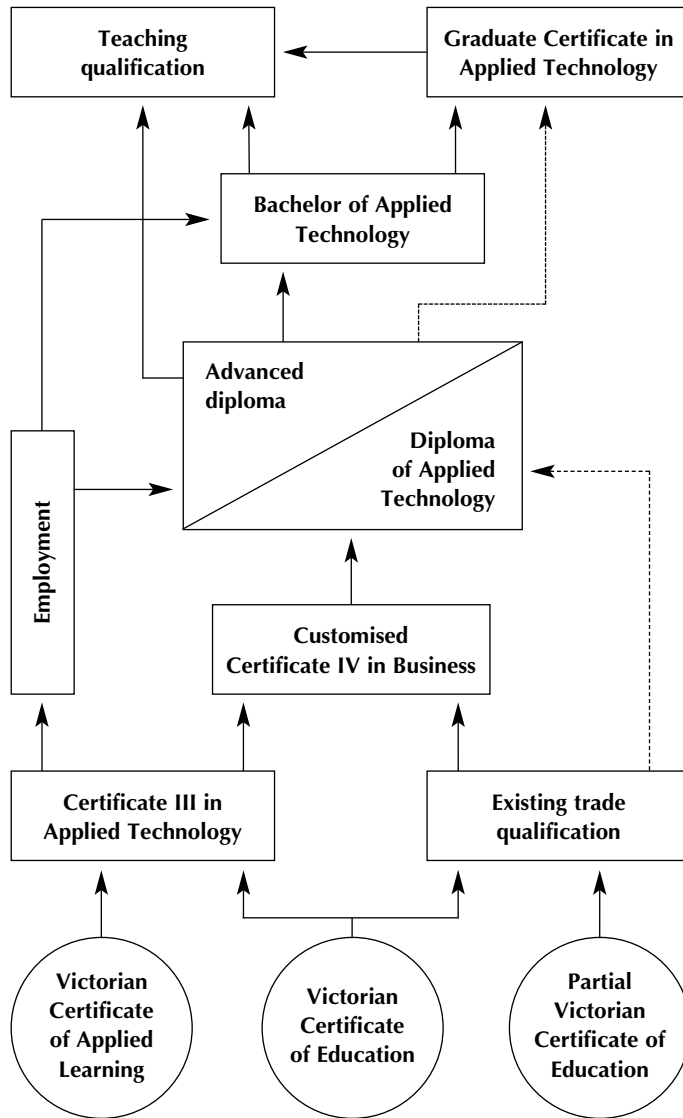 Teaching
qualification
Graduate Certificate in
Applied Technology
Bachelor of Applied
Technology
Advanced
diploma
Diploma
of Applied
Technology
Employment
Customised
Certificate IV in Business
Certificate III in
Applied Technology
Existing trade
qualification
Victorian
Certificate
of Applied
Learning
Victorian
Certificate
of Education
Partial
Victorian
Certificate of
Education